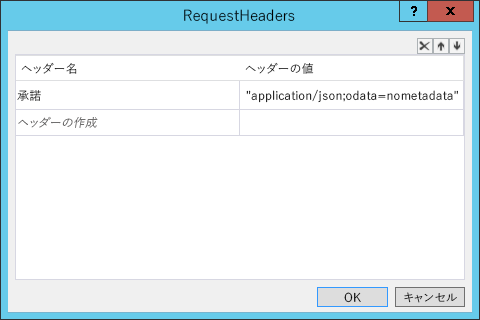 RequestHeaders
?
x
ヘッダー名
ヘッダーの値
承諾
"application/json;odata=nometadata"
ヘッダーの作成
OK
キャンセル